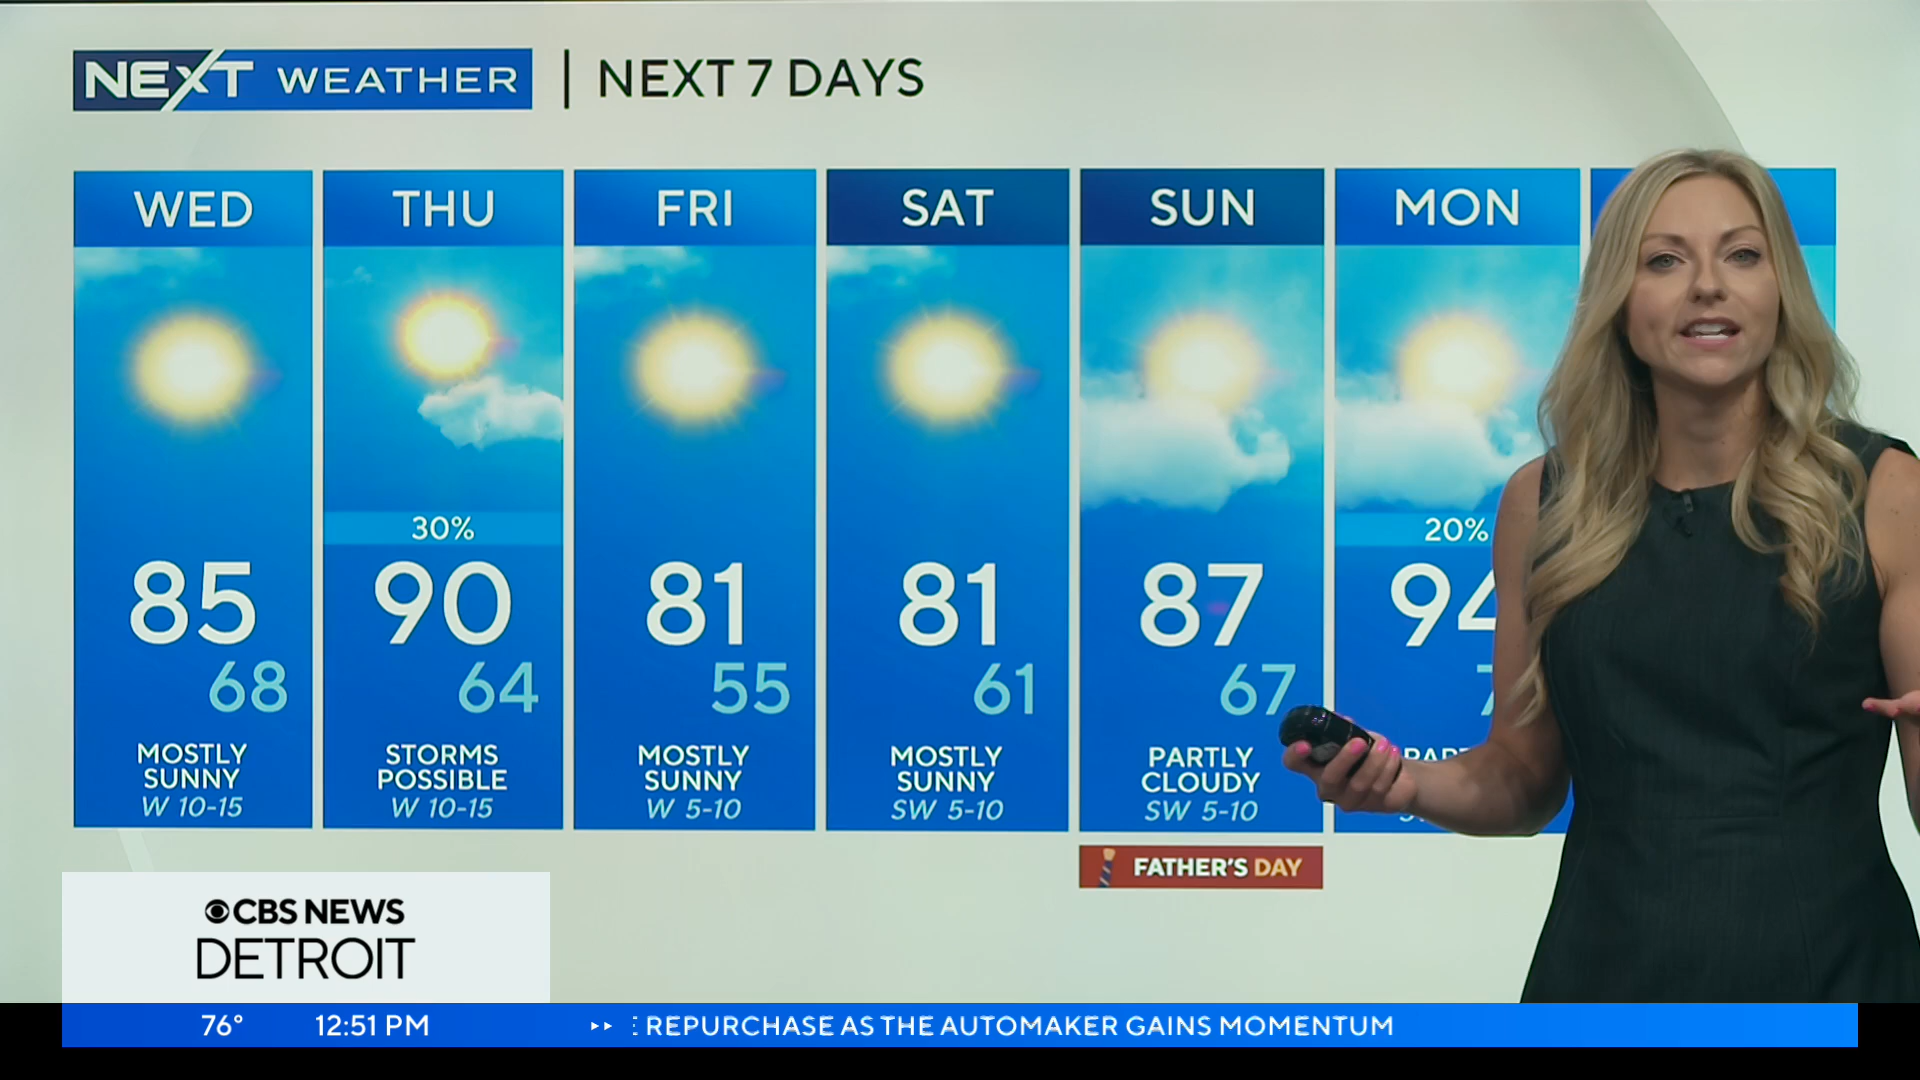 NEXT WEATHER | NEXT 7 DAYS
WED
85
68
MOSTLY
SUNNY
W 10-15
THU
30%
90
64
STORMS
POSSIBLE
W 10-15
FRI
81
55
MOSTLY
SUNNY
W 5-10
SAT
81
61
MOSTLY
SUNNY
SW 5-10
SUN
87
67
PARTLY
CLOUDY
SW 5-10
FATHER'S DAY
MON
20%
94
CBS NEWS
DETROIT
76° 12:51 PM REPURCHASE AS THE AUTOMAKER GAINS MOMENTUM